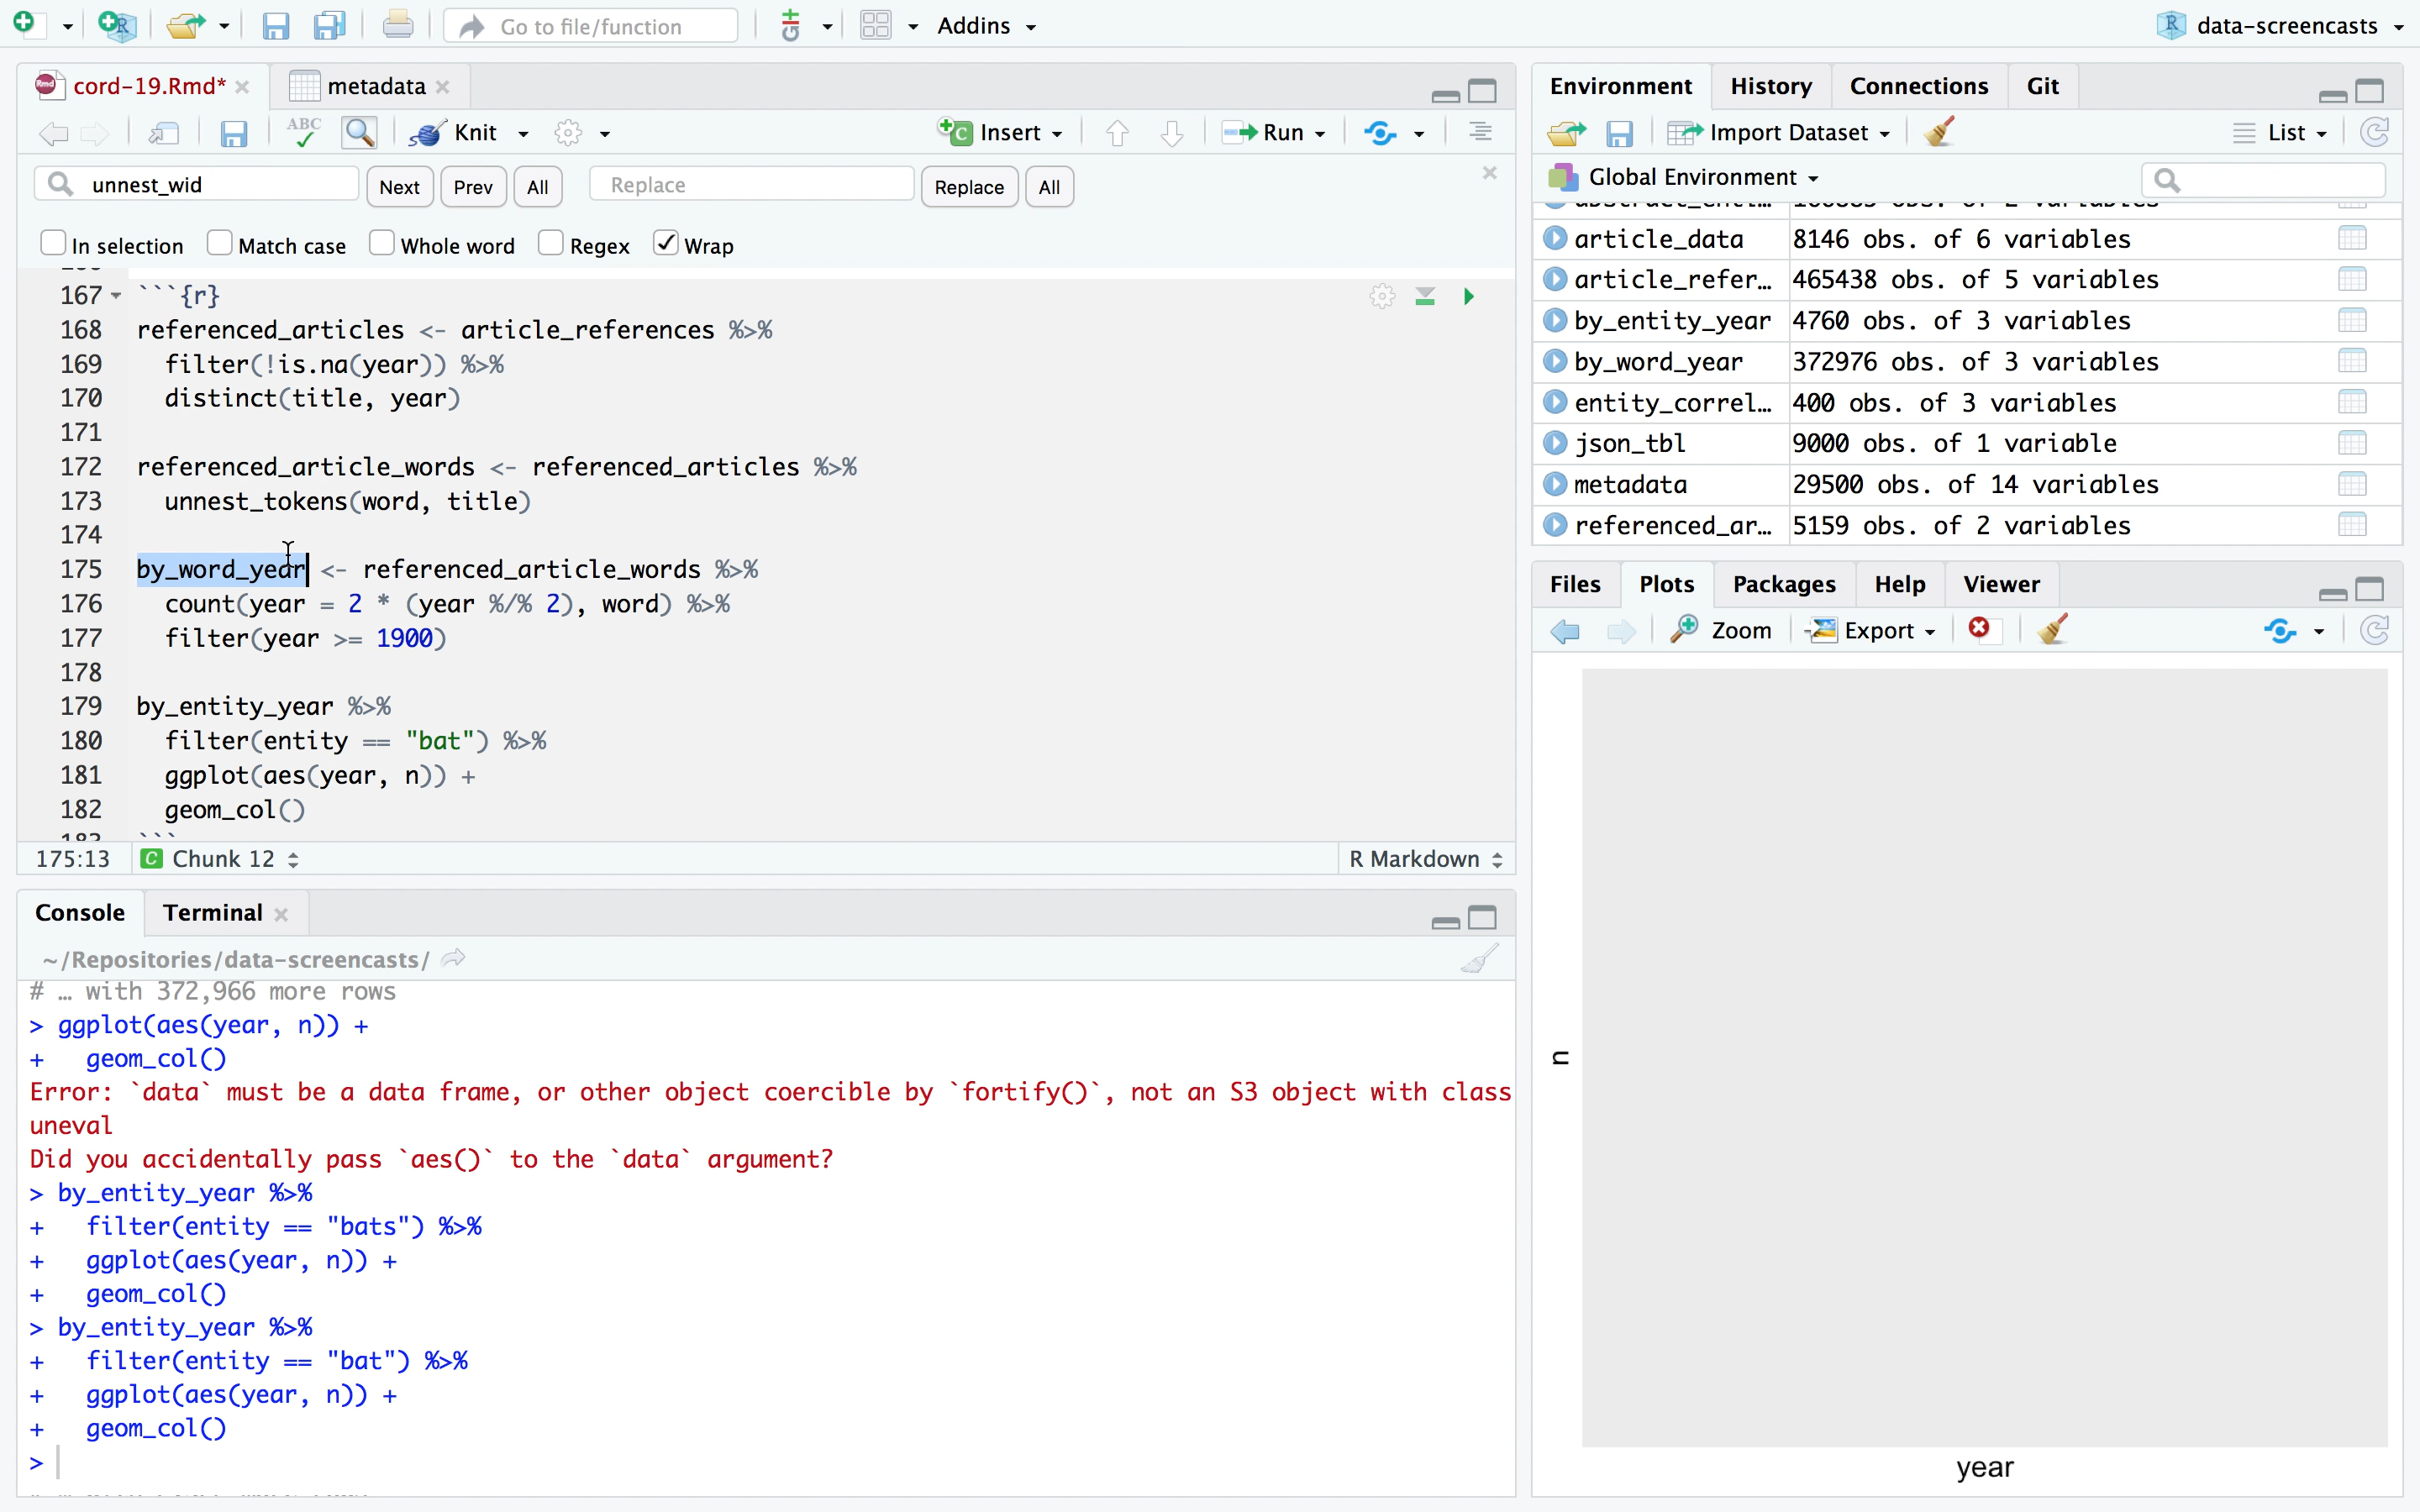 Go to file/function
Addins
data-screencasts
cord-19.Rmd*
metadata
ABC
Knit
Insert
Run
unnest_wid
Next
Prev
All
Replace
Replace
All
In selection
Match case
Whole word
Regex
Wrap
167 ```{r}
168 referenced_articles <- article_references %>%
169 filter(!is.na(year)) %>%
170 distinct(title, year)
171
172 referenced_article_words <- referenced_articles %>%
173 unnest_tokens(word, title)
174
175 by_word_year <- referenced_article_words %>%
176 count(year = 2 * (year %/% 2), word) %>%
177 filter(year >= 1900)
178
179 by_entity_year %>%
180 filter(entity == "bat") %>%
181 ggplot(aes(year, n)) +
182 geom_col()
183 ```
175:13
Chunk 12
R Markdown
Console
Terminal
~/Repositories/data-screencasts/
# … with 372,966 more rows
> ggplot(aes(year, n)) +
+ geom_col()
Error: `data` must be a data frame, or other object coercible by `fortify()`, not an S3 object with class
uneval
Did you accidentally pass `aes()` to the `data` argument?
> by_entity_year %>%
+ filter(entity == "bats") %>%
+ ggplot(aes(year, n)) +
+ geom_col()
> by_entity_year %>%
+ filter(entity == "bat") %>%
+ ggplot(aes(year, n)) +
+ geom_col()
>
Environment
History
Connections
Git
Import Dataset
List
Global Environment
article_data 8146 obs. of 6 variables
article_refer… 465438 obs. of 5 variables
by_entity_year 4760 obs. of 3 variables
by_word_year 372976 obs. of 3 variables
entity_correl… 400 obs. of 3 variables
json_tbl 9000 obs. of 1 variable
metadata 29500 obs. of 14 variables
referenced_ar… 5159 obs. of 2 variables
Files
Plots
Packages
Help
Viewer
Zoom
Export
n
year